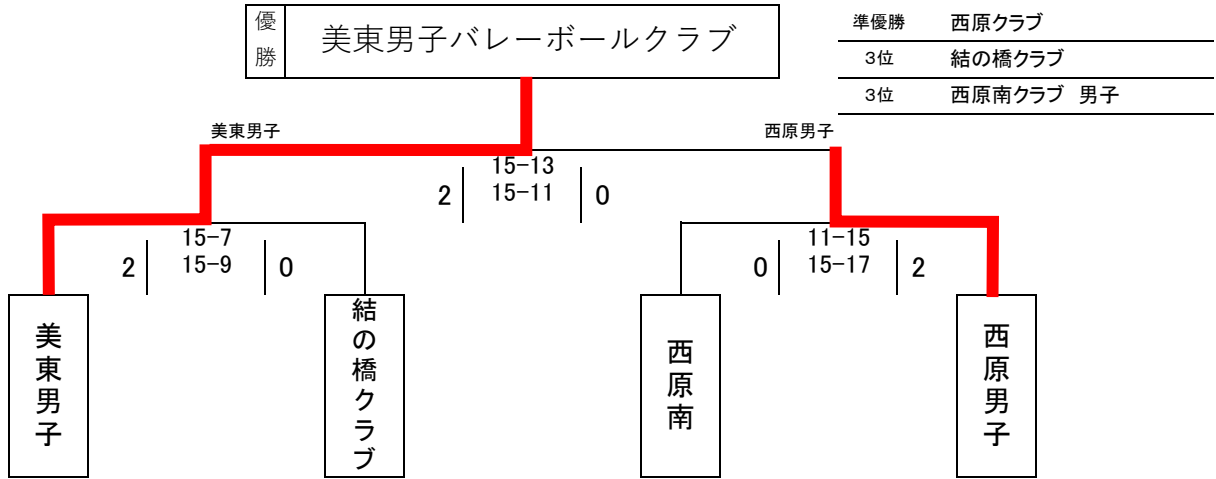 優勝
美東男子バレーボールクラブ
準優勝 西原クラブ
3位 結の橋クラブ
3位 西原南クラブ 男子
美東男子
西原男子
15-13
2 15-11 0
15-7
2 15-9 0
11-15
0 15-17 2
美東男子
結の橋クラブ
西原南
西原男子